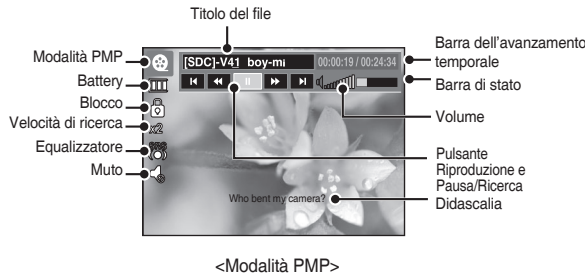 Titolo del file
Modalità PMP
Battery
Blocco
Velocità di ricerca
Equalizzatore
Muto
[SDC]-V41 boy-mi
00:00:19 / 00:24:34
x2
SRS
Who bent my camera?
Barra dell'avanzamento
temporale
Barra di stato
Volume
Pulsante
Riproduzione e
Pausa/Ricerca
Didascalia
<Modalità PMP>